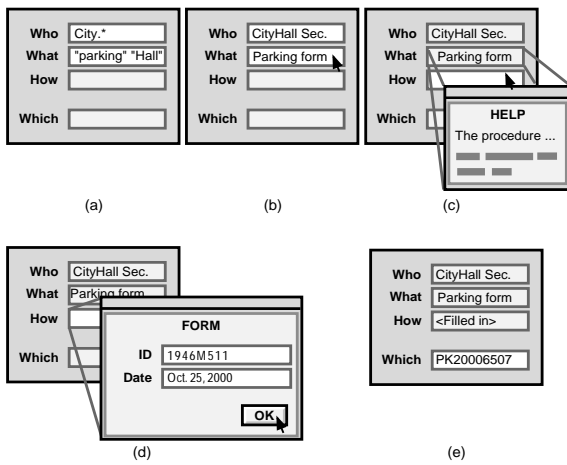 Who City.*
What "parking" "Hall"
How
Which
(a)
Who CityHall Sec.
What Parking form
How
Which
(b)
Who CityHall Sec.
What Parking form
How
Which
HELP
The procedure ...
(c)
Who CityHall Sec.
What Parking form
How
Which
FORM
ID 1946M511
Date Oct. 25, 2000
OK
(d)
Who CityHall Sec.
What Parking form
How <Filled in>
Which PK20006507
(e)